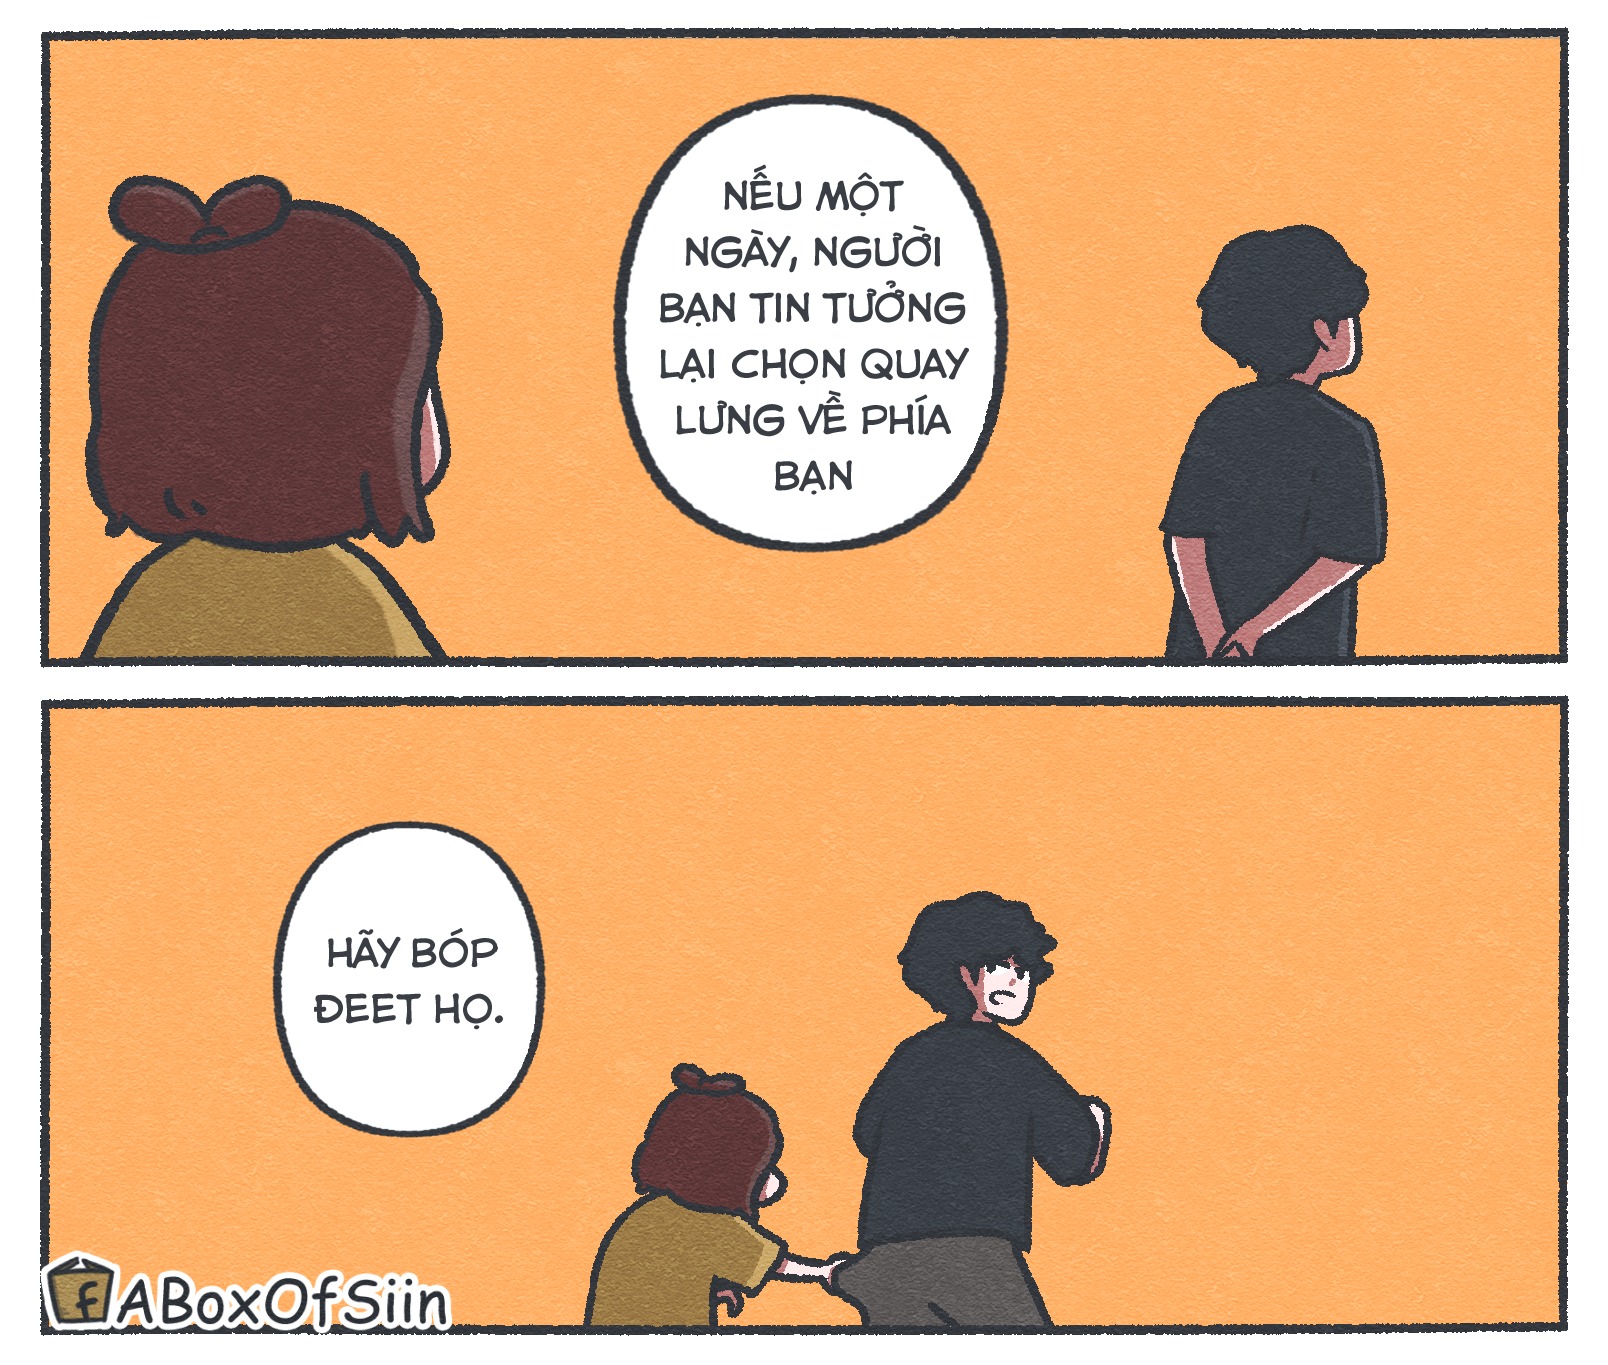 NẾU MỘT
NGÀY, NGƯỜI
BẠN TIN TƯỞNG
LẠI CHỌN QUAY
LƯNG VỀ PHÍA
BẠN
HÃY BÓP
ĐEET HỌ.
f ABoxOfSiin